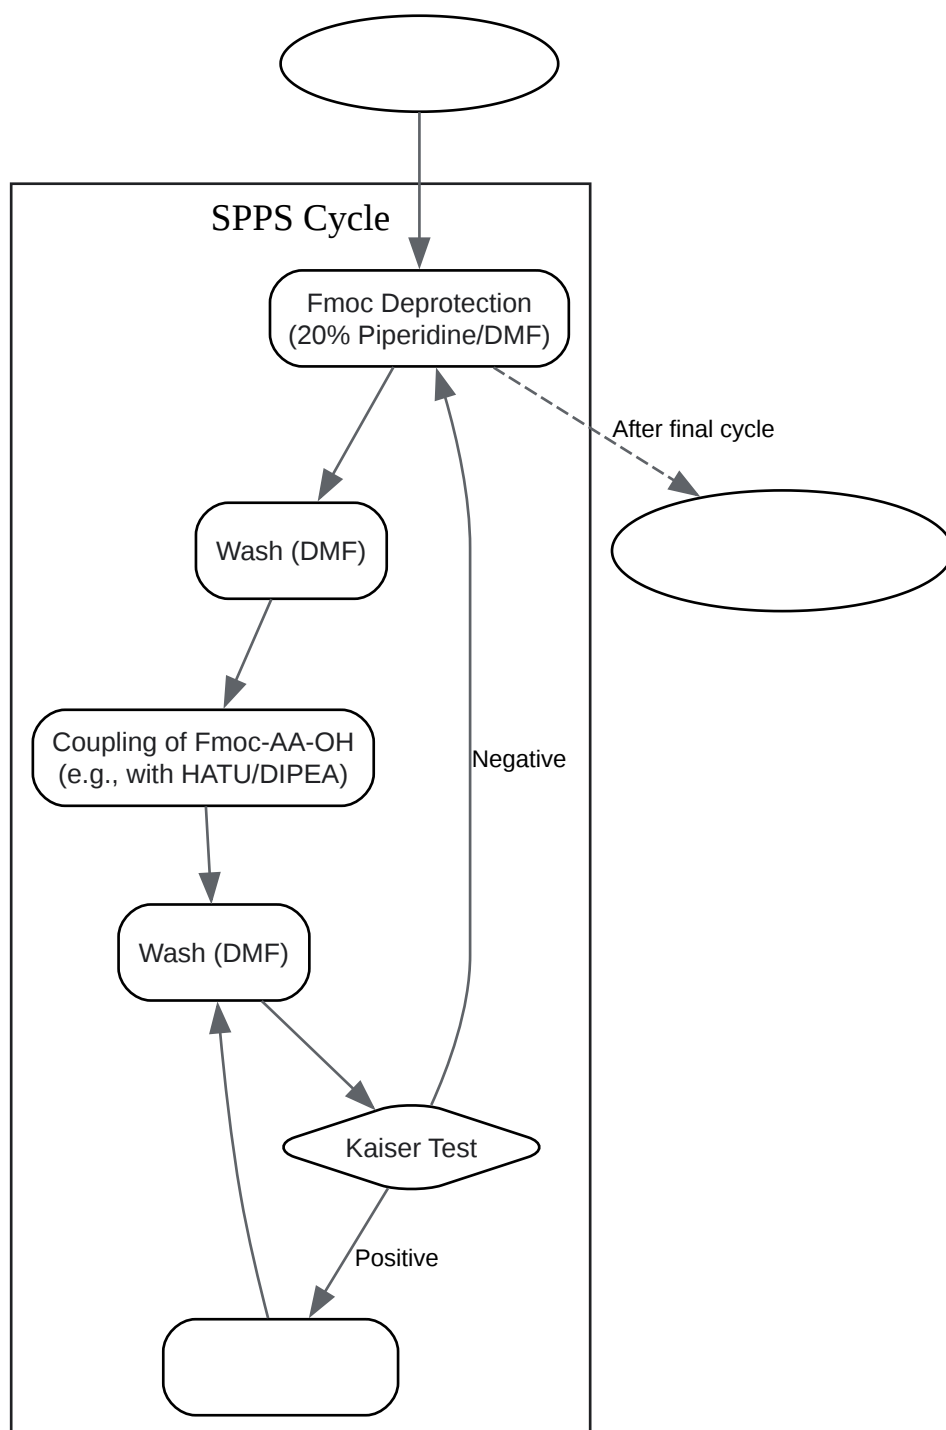 SPPS Cycle
Fmoc Deprotection
(20% Piperidine/DMF)
After final cycle
Wash (DMF)
Coupling of Fmoc-AA-OH
(e.g., with HATU/DIPEA)
Negative
Wash (DMF)
Kaiser Test
Positive